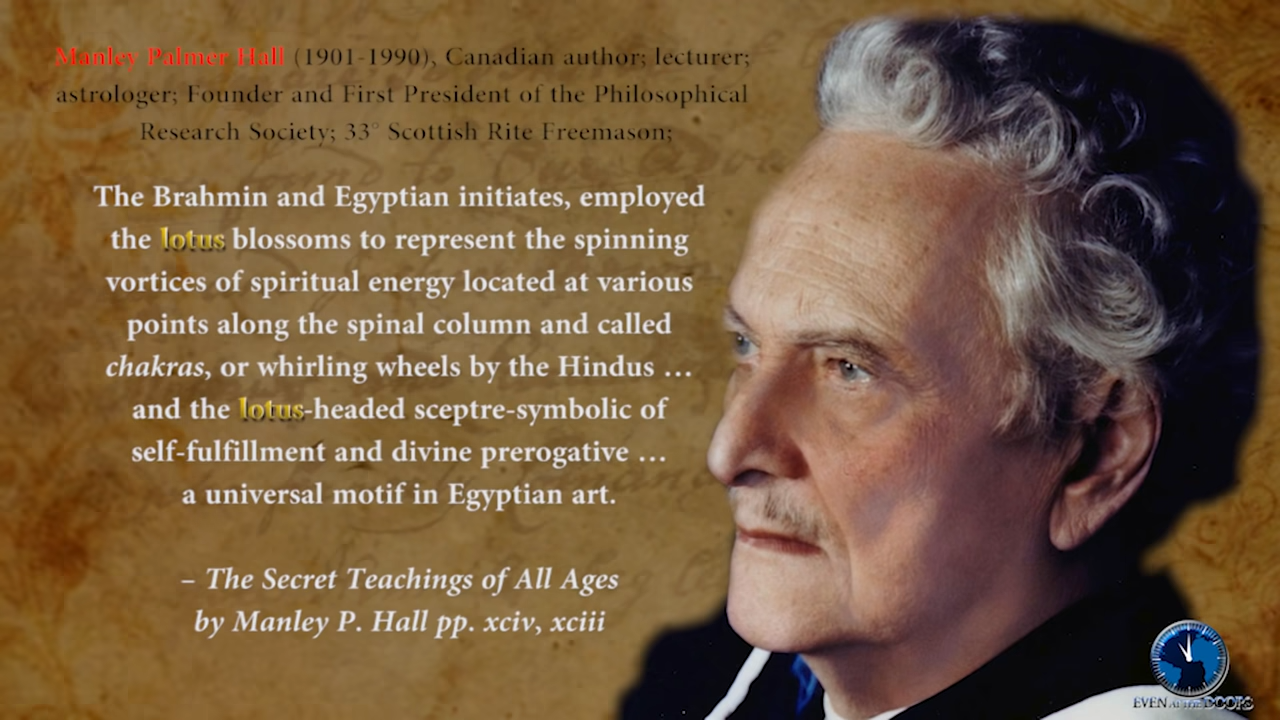 Manley Palmer Hall (1901-1990), Canadian author; lecturer;
astrologer; Founder and First President of the Philosophical
Research Society; 33° Scottish Rite Freemason;
The Brahmin and Egyptian initiates, employed
the lotus blossoms to represent the spinning
vortices of spiritual energy located at various
points along the spinal column and called
chakras, or whirling wheels by the Hindus …
and the lotus-headed sceptre-symbolic of
self-fulfillment and divine prerogative …
a universal motif in Egyptian art.
– The Secret Teachings of All Ages
by Manley P. Hall pp. xciv, xciii
EVEN AT THE DOORS